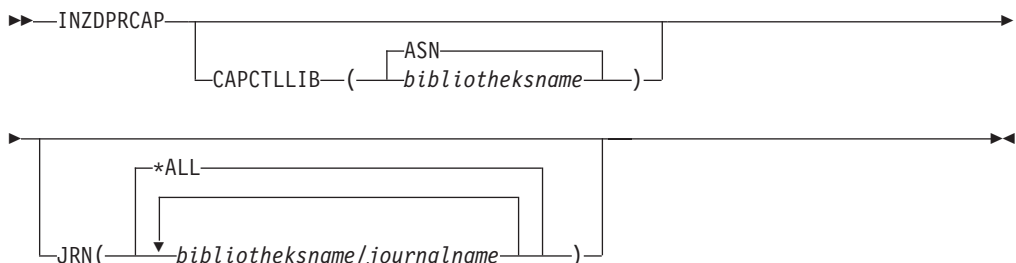 INZDPRCAP
ASN
CAPCTLLIB ( bibliotheksname )
*ALL
JRN( bibliotheksname/journalname )